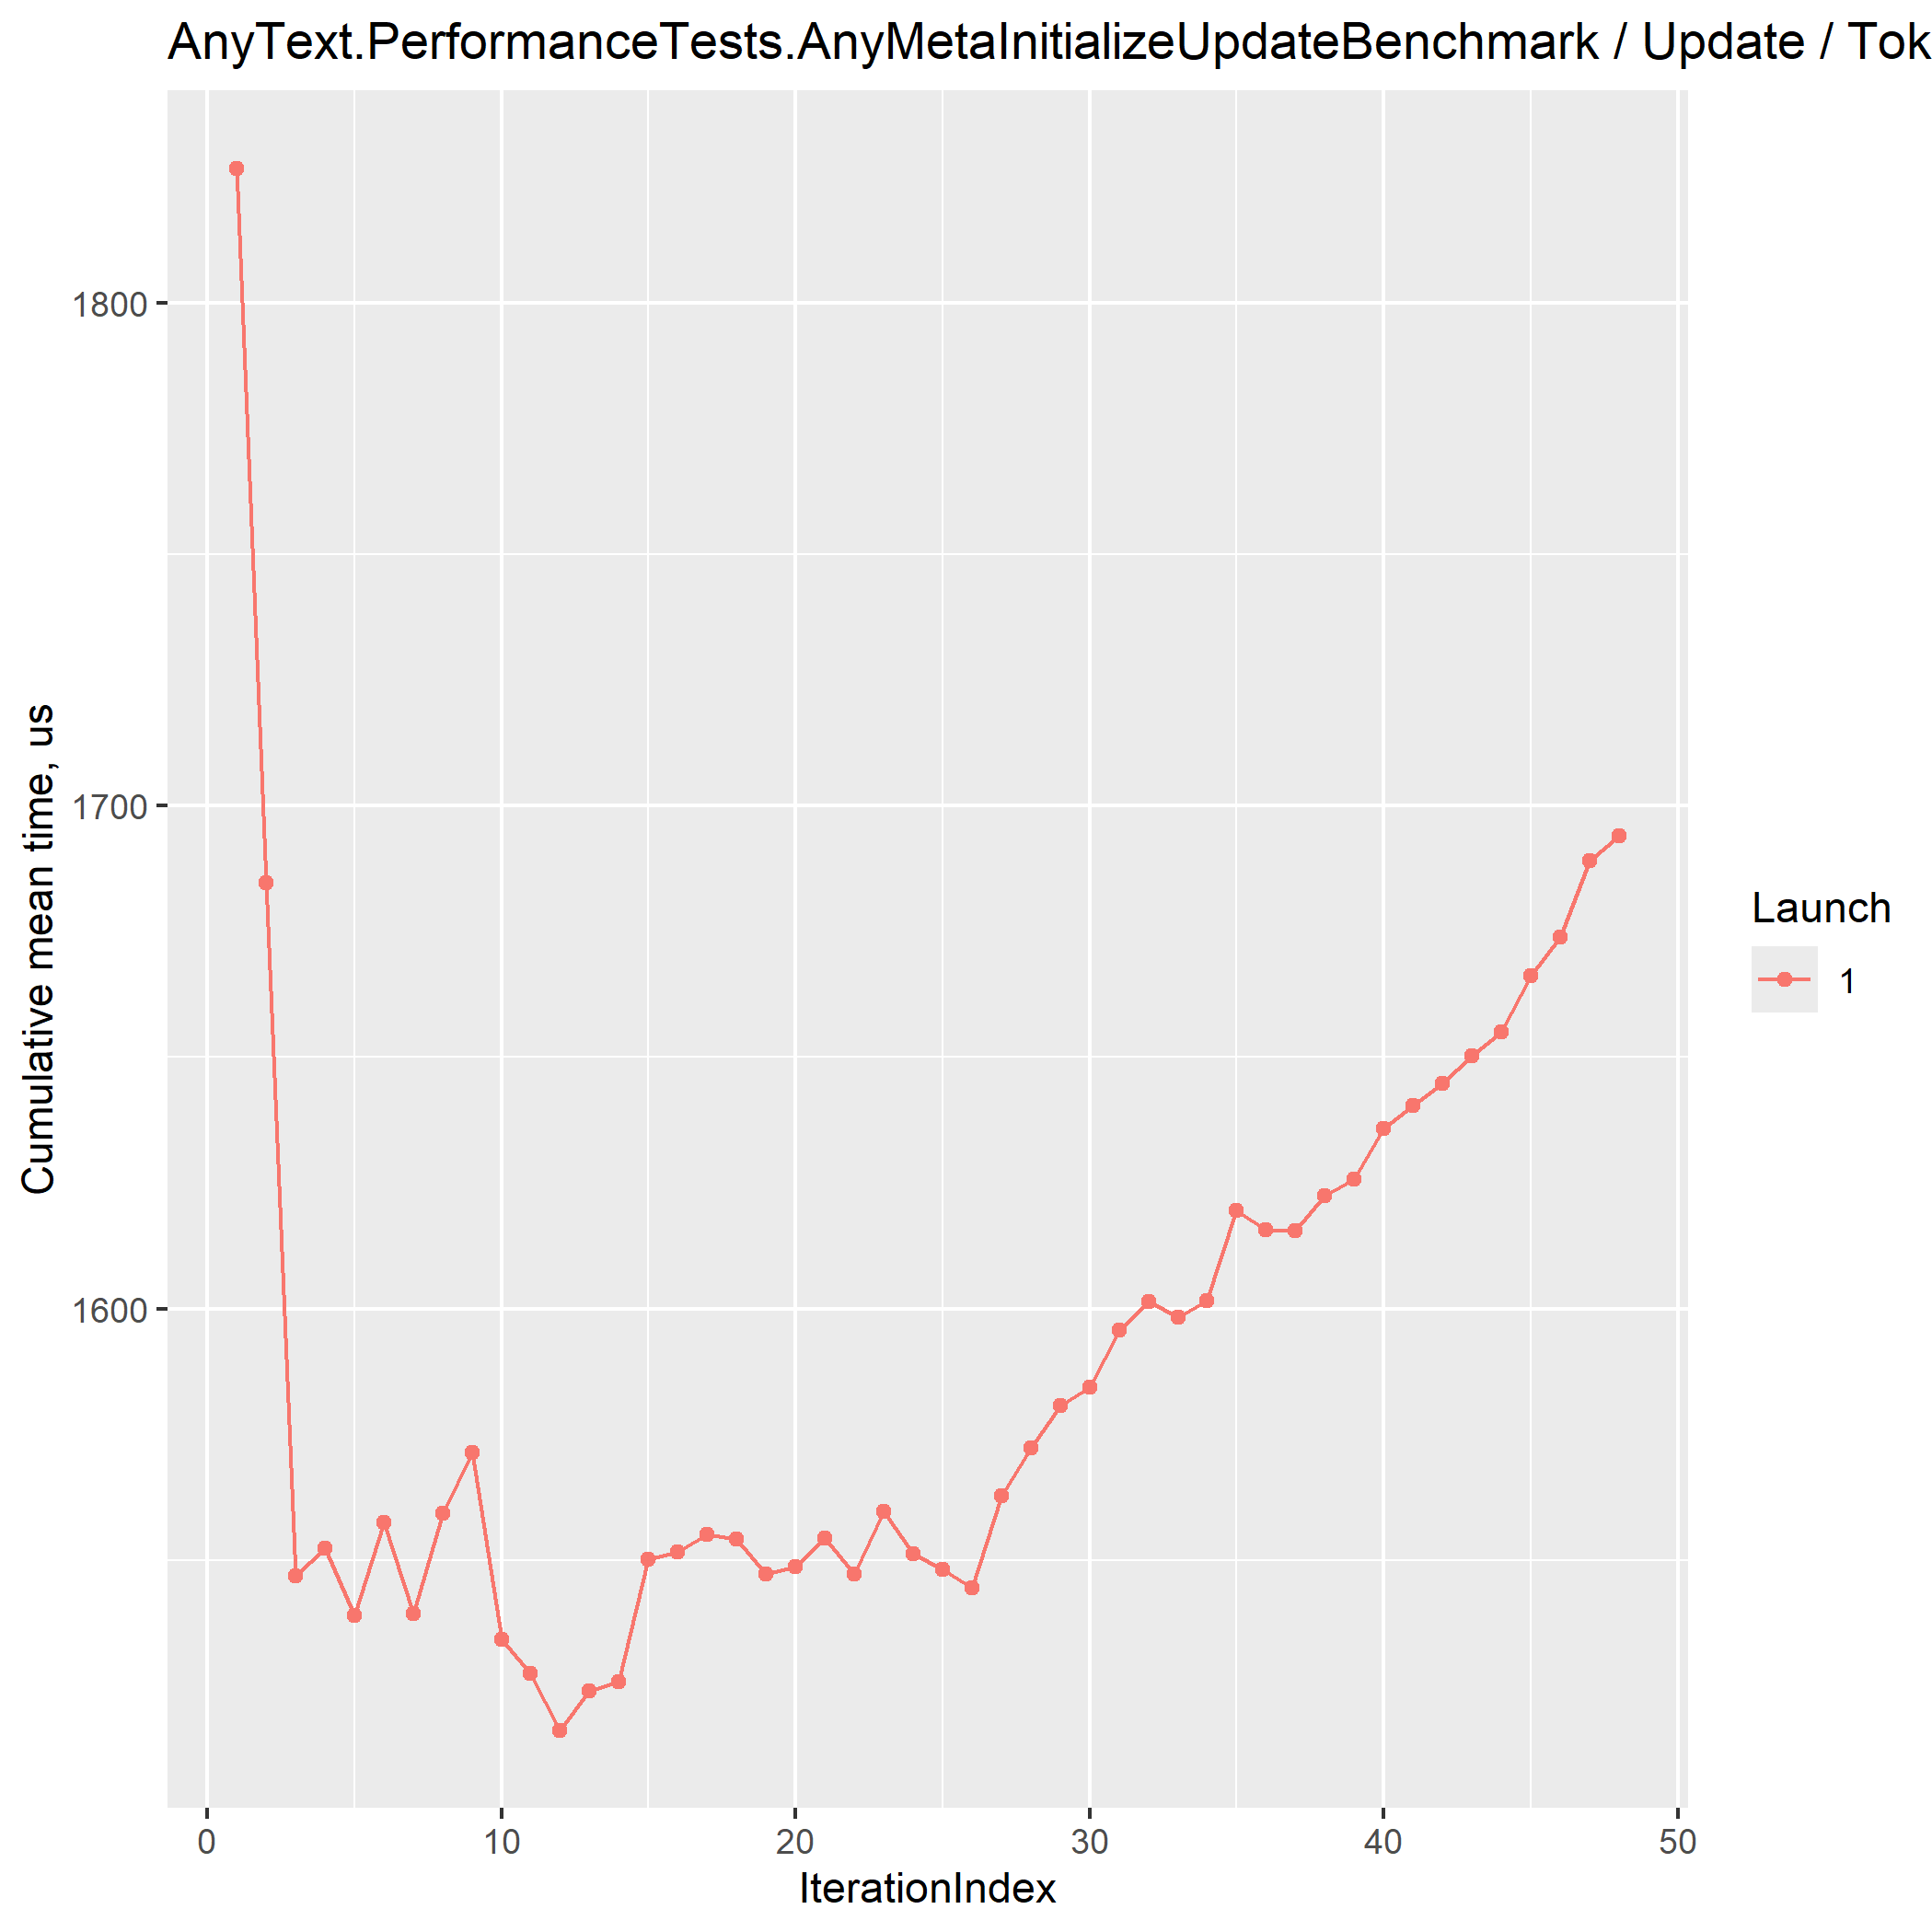 AnyText.PerformanceTests.AnyMetaInitializeUpdateBenchmark / Update / Tok
1800
1700
1600
Cumulative mean time, us
0 10 20 30 40 50
IterationIndex
Launch
1